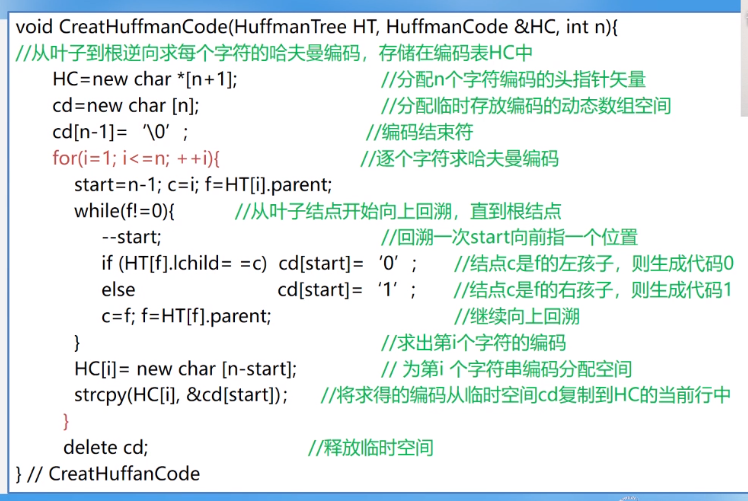 void CreatHuffmanCode(HuffmanTree HT, HuffmanCode &HC, int n){
//从叶子到根逆向求每个字符的哈夫曼编码，存储在编码表HC中
HC=new char *[n+1]; //分配n个字符编码的头指针矢量
cd=new char [n]; //分配临时存放编码的动态数组空间
cd[n-1]= ‘\0’; //编码结束符
for(i=1; i<=n; ++i){ //逐个字符求哈夫曼编码
start=n-1; c=i; f=HT[i].parent;
while(f!=0){ //从叶子结点开始向上回溯，直到根结点
--start; //回溯一次start向前指一个位置
if (HT[f].lchild= =c) cd[start]= ‘0’; //结点c是f的左孩子，则生成代码0
else cd[start]= ‘1’; //结点c是f的右孩子，则生成代码1
c=f; f=HT[f].parent; //继续向上回溯
} //求出第i个字符的编码
HC[i]= new char [n-start]; // 为第i 个字符串编码分配空间
strcpy(HC[i], &cd[start]); //将求得的编码从临时空间cd复制到HC的当前行中
}
delete cd; //释放临时空间
} // CreatHuffanCode